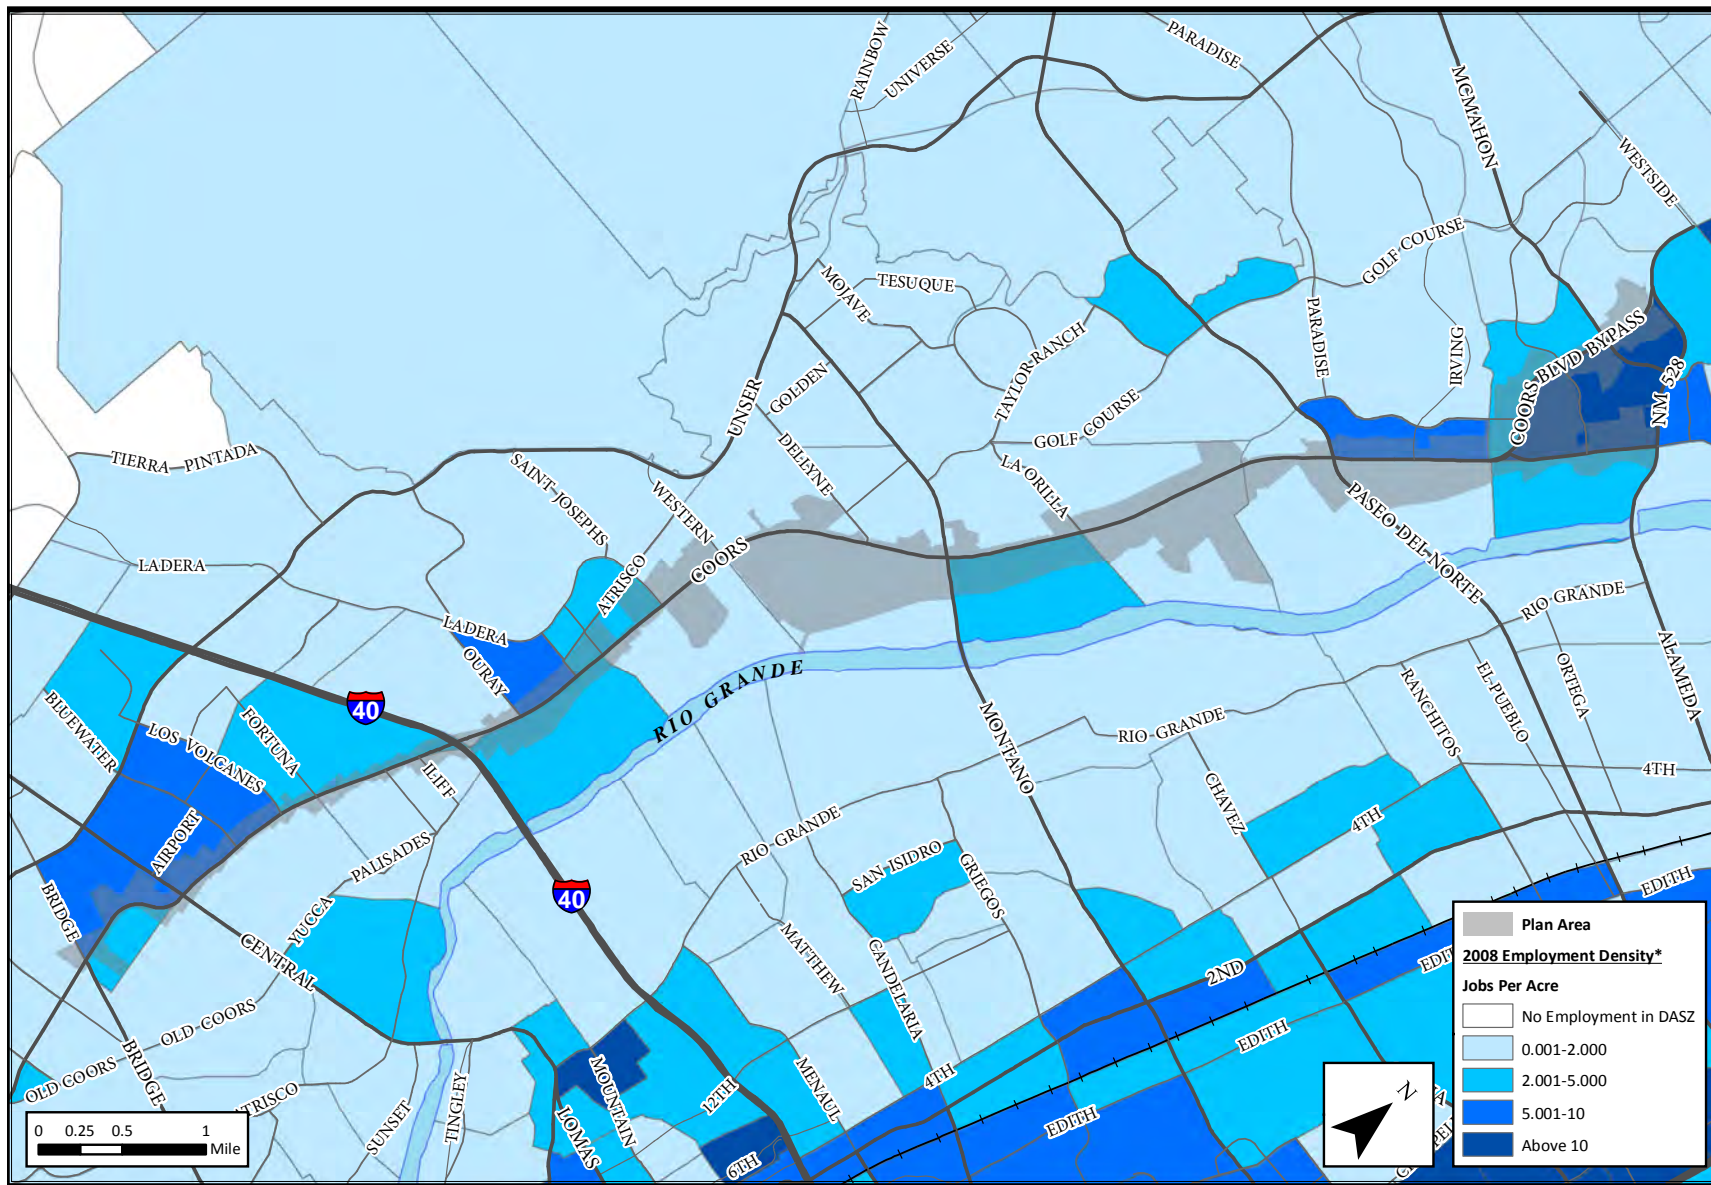 RAINBOW
UNIVERSE
PARADISE
MCMAHON
WESTSIDE
GOLF COURSE
MOJAVE
TESUQUE
TAYLOR RANCH
PARADISE
IRVING
COORS BLVD BYPASS
NM 528
UNSER
GOLDEN
DELLYNE
GOLF COURSE
LA ORILLA
TIERRA PINTADA
SAINT JOSEPHS
WESTERN
COORS
PASEO DEL NORTE
LADERA
ATRISCO
LADERA
OURAY
RIO GRANDE
RIO GRANDE
ALAMEDA
ORTEGA
EL PUEBLO
RANCHITOS
BLUEWATER
LOS VOLCANES
FORTUNA
40
ILIFF
MONTANO
RIO GRANDE
4TH
CHAVEZ
4TH
AIRPORT
PALISADES
RIO GRANDE
SAN ISIDRO
GRIEGOS
BRIDGE
YUCCA
CENTRAL
40
MATTHEW
CANDELARIA
2ND
EDITH
EDITH
OLD COORS
OLD COORS
BRIDGE
SUNSET
TINGLEY
LOMAS
MOUNTAIN
12TH
MENAUL
4TH
6TH
EDITH
0 0.25 0.5 1
Mile
N
Plan Area
2008 Employment Density*
Jobs Per Acre
No Employment in DASZ
0.001-2.000
2.001-5.000
5.001-10
Above 10